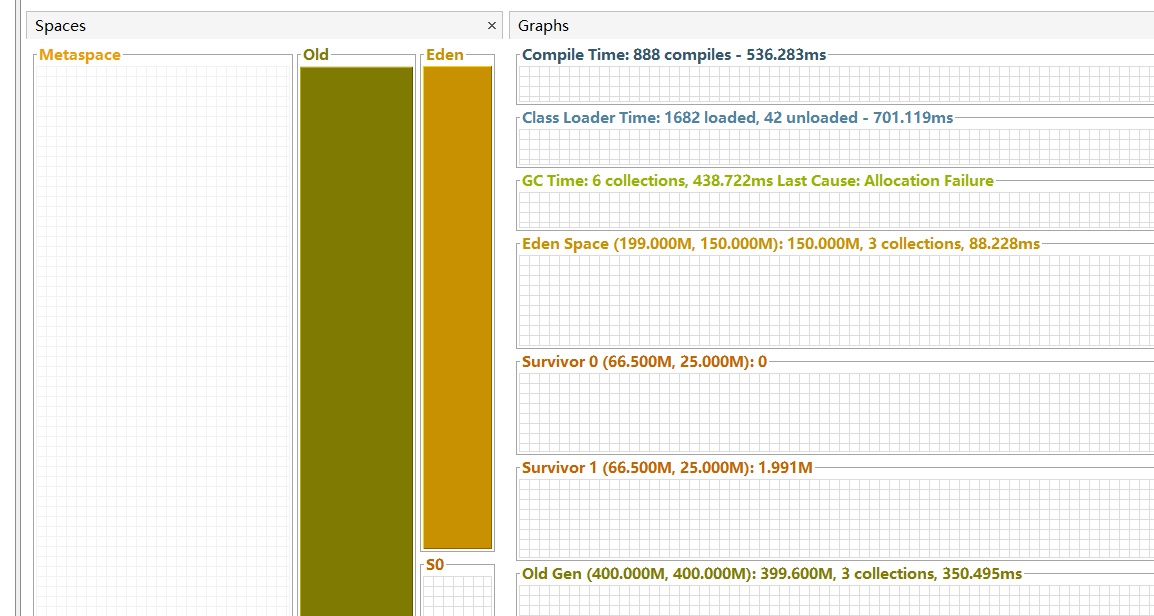 Spaces ×
Graphs
Metaspace
Old
Eden
S0
Compile Time: 888 compiles - 536.283ms
Class Loader Time: 1682 loaded, 42 unloaded - 701.119ms
GC Time: 6 collections, 438.722ms Last Cause: Allocation Failure
Eden Space (199.000M, 150.000M): 150.000M, 3 collections, 88.228ms
Survivor 0 (66.500M, 25.000M): 0
Survivor 1 (66.500M, 25.000M): 1.991M
Old Gen (400.000M, 400.000M): 399.600M, 3 collections, 350.495ms